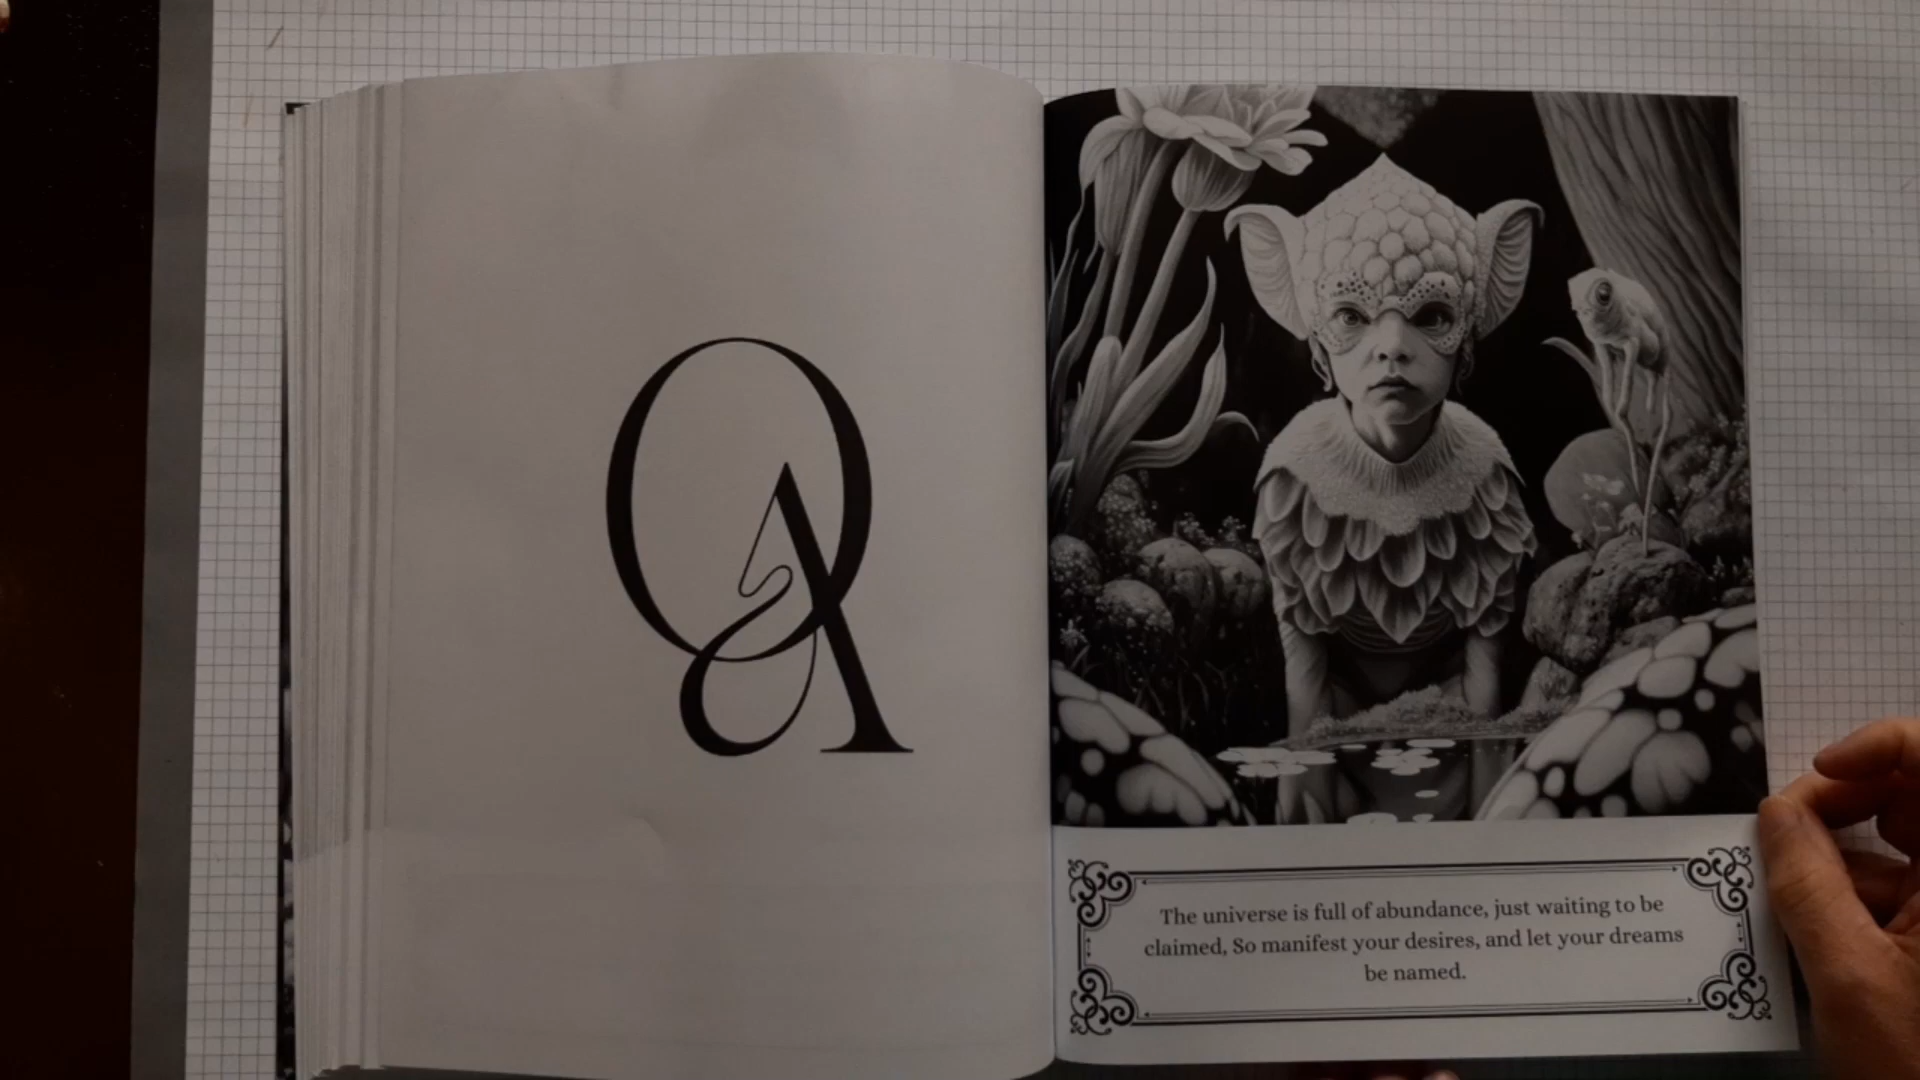 QA
The universe is full of abundance, just waiting to be
claimed, So manifest your desires, and let your dreams
be named.